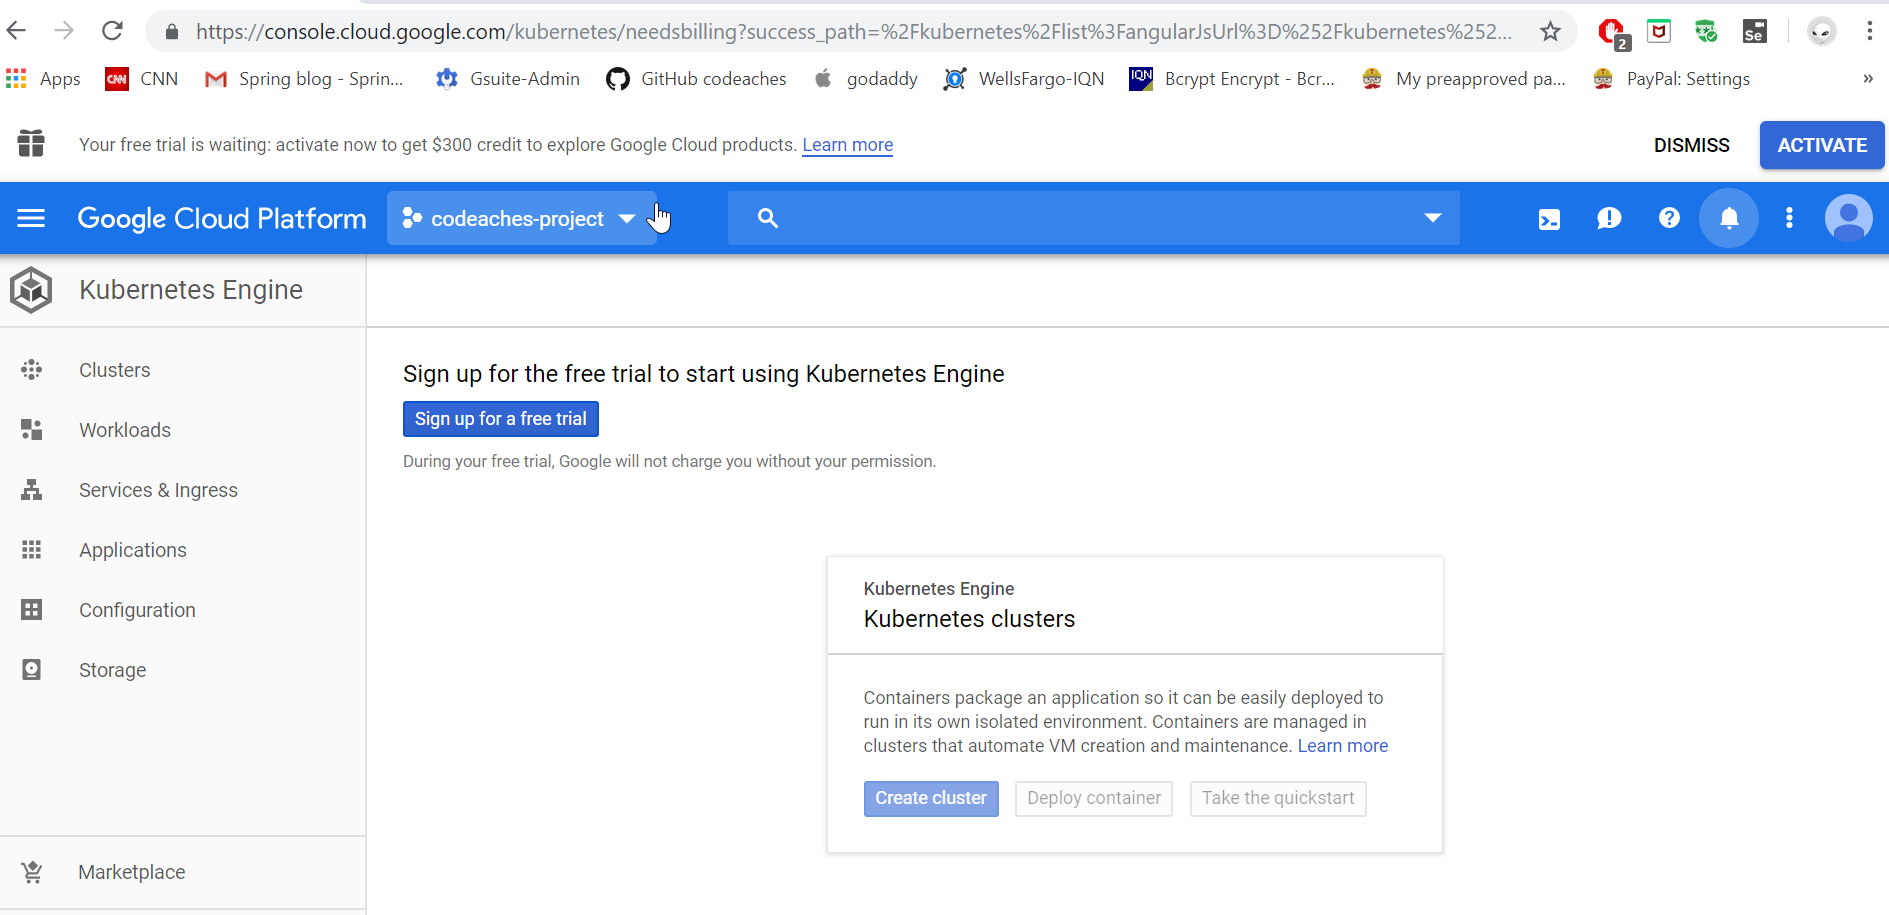 https://console.cloud.google.com/kubernetes/needsbilling?success_path=%2Fkubernetes%2Flist%3FangularJsUrl%3D%252Fkubernetes%252...
2
Se
Apps
CNN
CNN
Spring blog - Sprin...
Gsuite-Admin
GitHub codeaches
godaddy
WellsFargo-IQN
IQN
Bcrypt Encrypt - Bcr...
My preapproved pa...
PayPal: Settings
»
Your free trial is waiting: activate now to get $300 credit to explore Google Cloud products. Learn more
DISMISS
ACTIVATE
Google Cloud Platform
codeaches-project
Kubernetes Engine
Clusters
Workloads
Services & Ingress
Applications
Configuration
Storage
Marketplace
Sign up for the free trial to start using Kubernetes Engine
Sign up for a free trial
During your free trial, Google will not charge you without your permission.
Kubernetes Engine
Kubernetes clusters
Containers package an application so it can be easily deployed to
run in its own isolated environment. Containers are managed in
clusters that automate VM creation and maintenance. Learn more
Create cluster
Deploy container
Take the quickstart